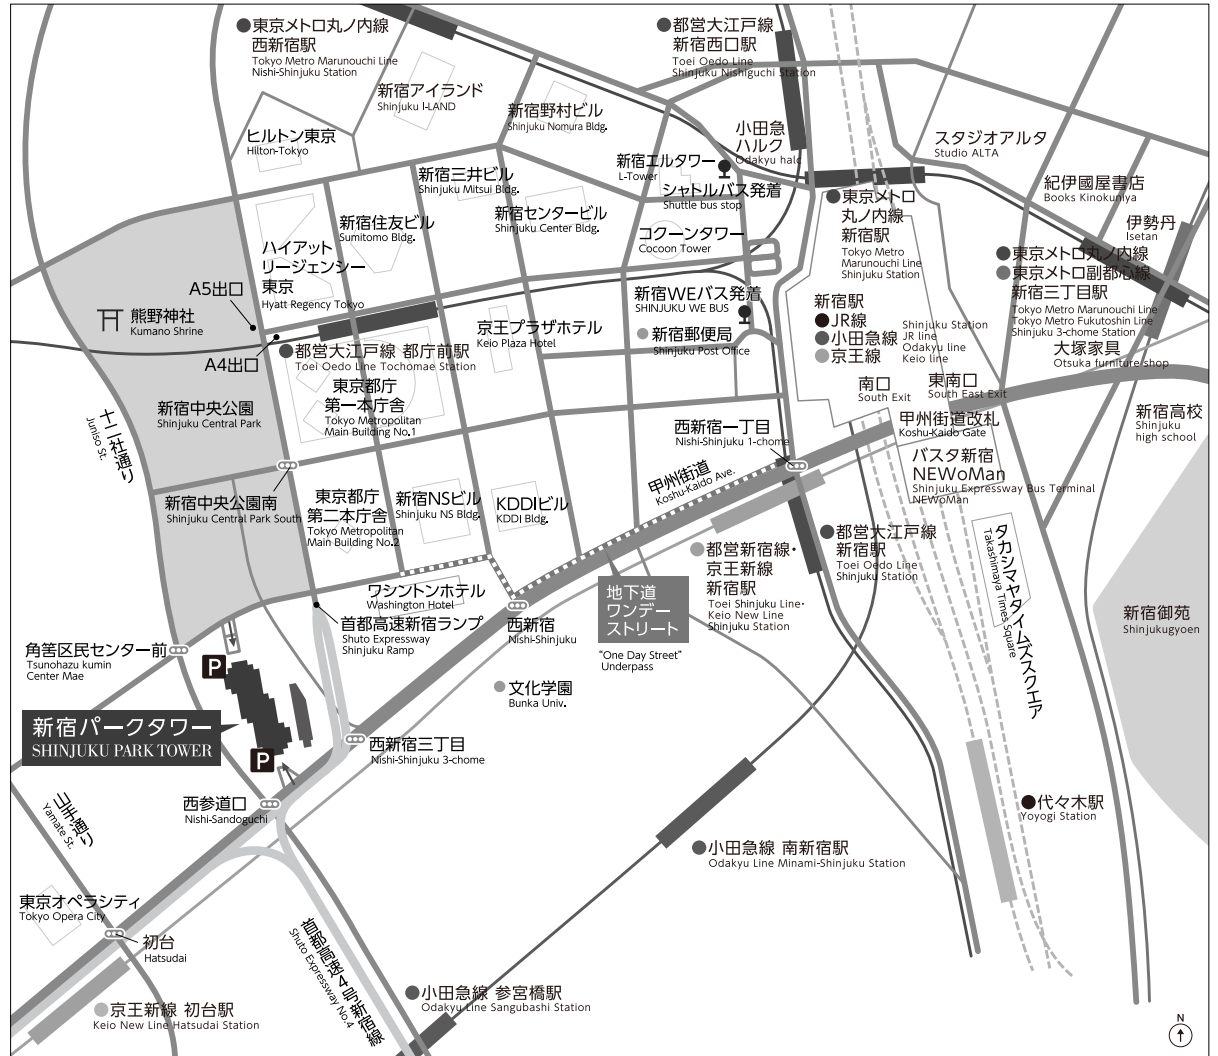 東京メトロ丸ノ内線
西新宿駅
Tokyo Metro Marunouchi Line
Nishi-Shinjuku Station
都営大江戸線
新宿西口駅
Toei Oedo Line
Shinjuku Nishiguchi Station
新宿アイランド
Shinjuku I-LAND
新宿野村ビル
Shinjuku Nomura Bldg.
ヒルトン東京
Hilton-Tokyo
小田急
ハルク
Odakyu halc
スタジオアルタ
Studio ALTA
新宿三井ビル
Shinjuku Mitsui Bldg.
新宿エルタワー
L-Tower
シャトルバス発着
Shuttle bus stop
紀伊國屋書店
Books Kinokuniya
伊勢丹
Isetan
新宿住友ビル
Sumitomo Bldg.
新宿センタービル
Shinjuku Center Bldg.
コクーンタワー
Cocoon Tower
東京メトロ
丸ノ内線
新宿駅
Tokyo Metro
Marunouchi Line
Shinjuku Station
ハイアット
リージェンシー
東京
Hyatt Regency Tokyo
東京メトロ丸ノ内線
東京メトロ副都心線
新宿三丁目駅
Tokyo Metro Marunouchi Line
Tokyo Metro Fukutoshin Line
Shinjuku 3-chome Station
A5出口
熊野神社
Kumano Shrine
A4出口
新宿WEバス発着
SHINJUKU WE BUS
新宿郵便局
Shinjuku Post Office
京王プラザホテル
Keio Plaza Hotel
新宿駅
JR線
小田急線
京王線
Shinjuku Station
JR line
Odakyu line
Keio line
大塚家具
Otsuka furniture shop
都営大江戸線 都庁前駅
Toei Oedo Line Tochomae Station
東京都庁
第一本庁舎
Tokyo Metropolitan
Main Building No.1
南口
South Exit
東南口
South East Exit
新宿中央公園
Shinjuku Central Park
十二社通り
Juniso St.
西新宿一丁目
Nishi-Shinjuku 1-chome
甲州街道改札
Koshu-Kaido Gate
新宿高校
Shinjuku
high school
バスタ新宿
NEWoMan
Shinjuku Expressway Bus Terminal
NEWoMan
甲州街道
Koshu-Kaido Ave.
新宿中央公園南
Shinjuku Central Park South
東京都庁
第二本庁舎
Tokyo Metropolitan
Main Building No.2
新宿NSビル
Shinjuku NS Bldg.
KDDIビル
KDDI Bldg.
都営大江戸線
新宿駅
Toei Oedo Line
Shinjuku Station
都営新宿線・
京王新線
新宿駅
Toei Shinjuku Line・
Keio New Line
Shinjuku Station
タカシマヤタイムズスクエア
Takashimaya Times Square
新宿御苑
Shinjukugyoen
ワシントンホテル
Washington Hotel
首都高速新宿ランプ
Shuto Expressway
Shinjuku Ramp
西新宿
Nishi-Shinjuku
地下道
ワンデー
ストリート
"One Day Street"
Underpass
角筈区民センター前
Tsunohazu kumin
Center Mae
P
文化学園
Bunka Univ.
新宿パークタワー
SHINJUKU PARK TOWER
P
西新宿三丁目
Nishi-Shinjuku 3-chome
山手通り
Yamate St.
西参道口
Nishi-Sandoguchi
代々木駅
Yoyogi Station
小田急線 南新宿駅
Odakyu Line Minami-Shinjuku Station
東京オペラシティ
Tokyo Opera City
初台
Hatsudai
首都高速4号新宿線
Shuto Expressway No.4
京王新線 初台駅
Keio New Line Hatsudai Station
小田急線 参宮橋駅
Odakyu Line Sangubashi Station
N